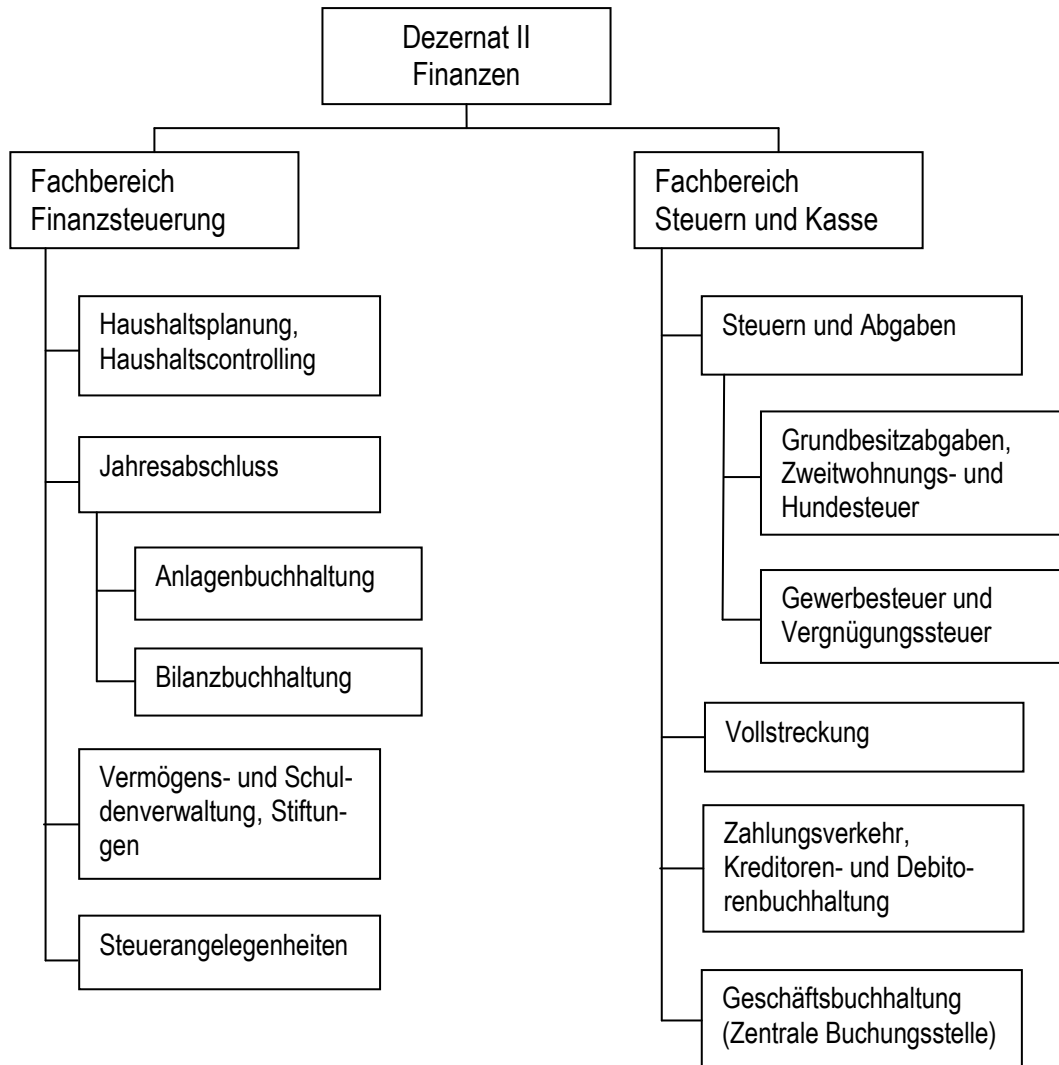 Dezernat II
Finanzen
Fachbereich
Finanzsteuerung
Haushaltsplanung,
Haushaltscontrolling
Jahresabschluss
Anlagenbuchhaltung
Bilanzbuchhaltung
Vermögens- und Schul-
denverwaltung, Stiftun-
gen
Steuerangelegenheiten
Fachbereich
Steuern und Kasse
Steuern und Abgaben
Grundbesitzabgaben,
Zweitwohnungs- und
Hundesteuer
Gewerbesteuer und
Vergnügungssteuer
Vollstreckung
Zahlungsverkehr,
Kreditoren- und Debito-
renbuchhaltung
Geschäftsbuchhaltung
(Zentrale Buchungsstelle)